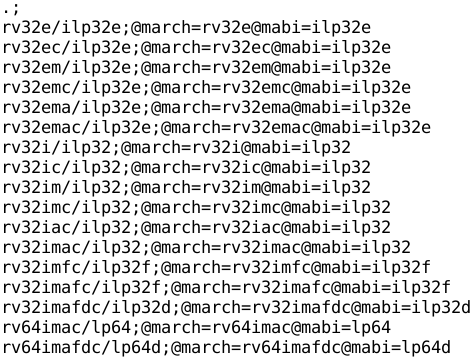 .;
rv32e/ilp32e;@march=rv32e@mabi=ilp32e
rv32ec/ilp32e;@march=rv32ec@mabi=ilp32e
rv32em/ilp32e;@march=rv32em@mabi=ilp32e
rv32emc/ilp32e;@march=rv32emc@mabi=ilp32e
rv32ema/ilp32e;@march=rv32ema@mabi=ilp32e
rv32emac/ilp32e;@march=rv32emac@mabi=ilp32e
rv32i/ilp32;@march=rv32i@mabi=ilp32
rv32ic/ilp32;@march=rv32ic@mabi=ilp32
rv32im/ilp32;@march=rv32im@mabi=ilp32
rv32imc/ilp32;@march=rv32imc@mabi=ilp32
rv32iac/ilp32;@march=rv32iac@mabi=ilp32
rv32imac/ilp32;@march=rv32imac@mabi=ilp32
rv32imfc/ilp32f;@march=rv32imfc@mabi=ilp32f
rv32imafc/ilp32f;@march=rv32imafc@mabi=ilp32f
rv32imafdc/ilp32d;@march=rv32imafdc@mabi=ilp32d
rv64imac/lp64;@march=rv64imac@mabi=lp64
rv64imafdc/lp64d;@march=rv64imafdc@mabi=lp64d